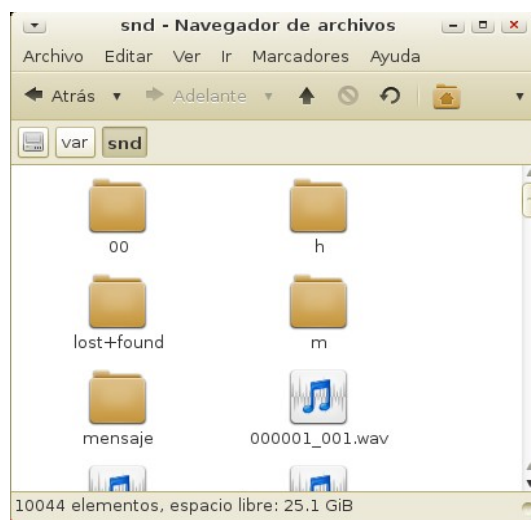 snd - Navegador de archivos
Archivo Editar Ver Ir Marcadores Ayuda
Atrás Adelante
var snd
00 h
lost+found m
mensaje 000001_001.wav
10044 elementos, espacio libre: 25.1 GiB